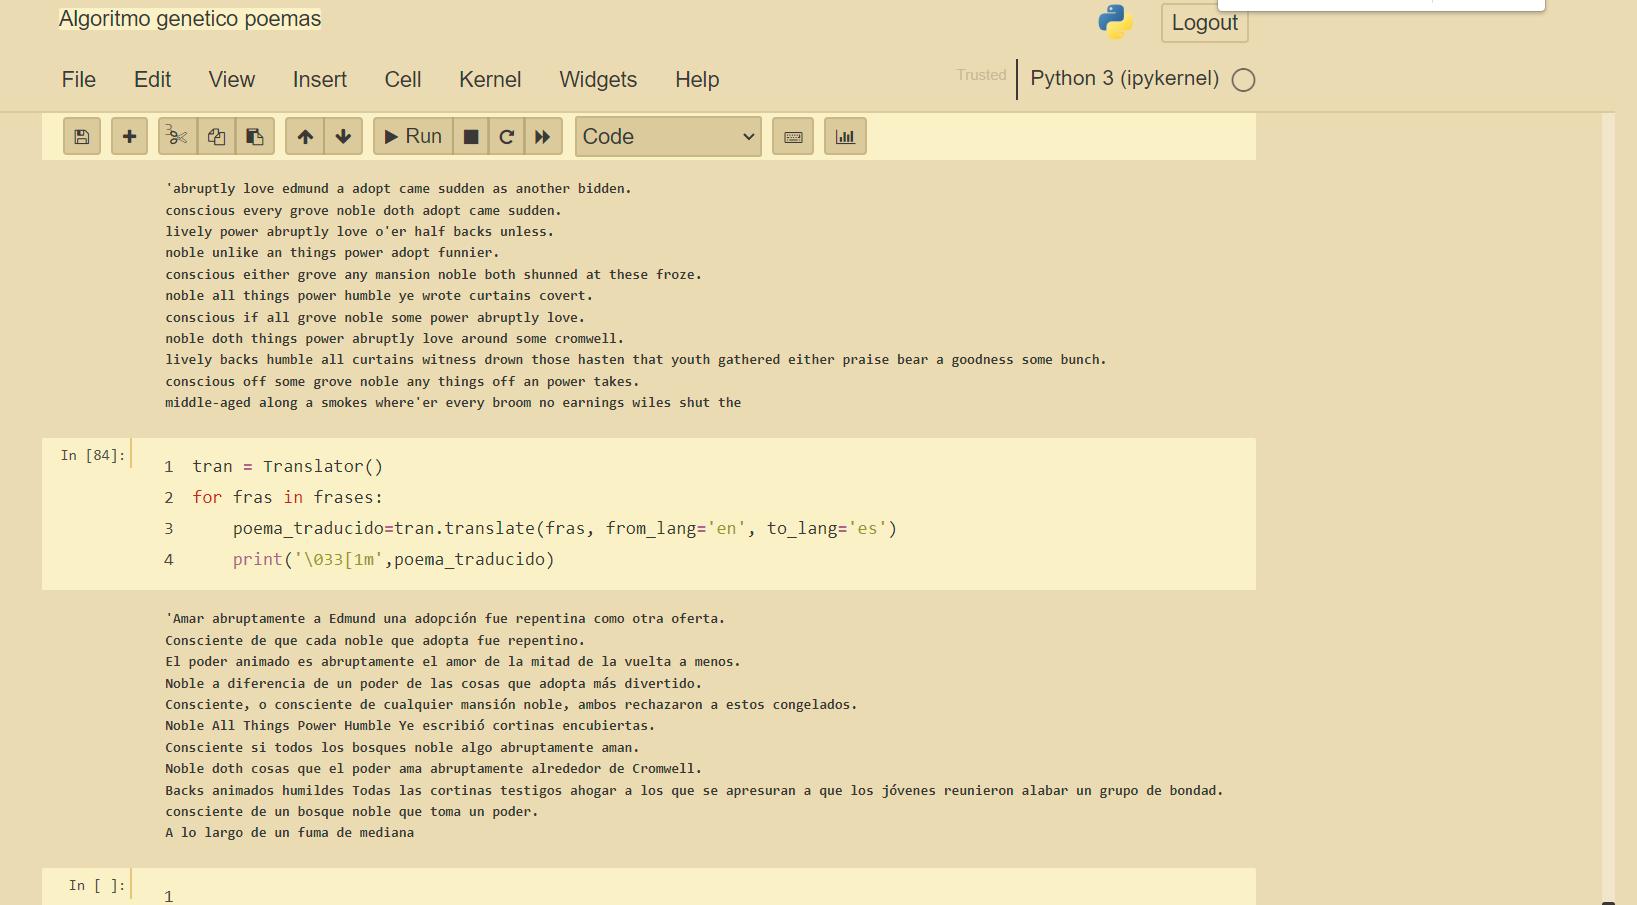 Algoritmo genetico poemas
Logout
File Edit View Insert Cell Kernel Widgets Help
Trusted
Python 3 (ipykernel)
3
Run
Code
'abruptly love edmund a adopt came sudden as another bidden.
conscious every grove noble doth adopt came sudden.
lively power abruptly love o'er half backs unless.
noble unlike an things power adopt funnier.
conscious either grove any mansion noble both shunned at these froze.
noble all things power humble ye wrote curtains covert.
conscious if all grove noble some power abruptly love.
noble doth things power abruptly love around some cromwell.
lively backs humble all curtains witness drown those hasten that youth gathered either praise bear a goodness some bunch.
conscious off some grove noble any things off an power takes.
middle-aged along a smokes where'er every broom no earnings wiles shut the
In [84]:
1 tran = Translator()
2 for fras in frases:
3     poema_traducido=tran.translate(fras, from_lang='en', to_lang='es')
4     print('\033[1m',poema_traducido)
'Amar abruptamente a Edmund una adopción fue repentina como otra oferta.
Consciente de que cada noble que adopta fue repentino.
El poder animado es abruptamente el amor de la mitad de la vuelta a menos.
Noble a diferencia de un poder de las cosas que adopta más divertido.
Consciente, o consciente de cualquier mansión noble, ambos rechazaron a estos congelados.
Noble All Things Power Humble Ye escribió cortinas encubiertas.
Consciente si todos los bosques noble algo abruptamente aman.
Noble doth cosas que el poder ama abruptamente alrededor de Cromwell.
Backs animados humildes Todas las cortinas testigos ahogar a los que se apresuran a que los jóvenes reunieron alabar un grupo de bondad.
consciente de un bosque noble que toma un poder.
A lo largo de un fuma de mediana
In [ ]:
1